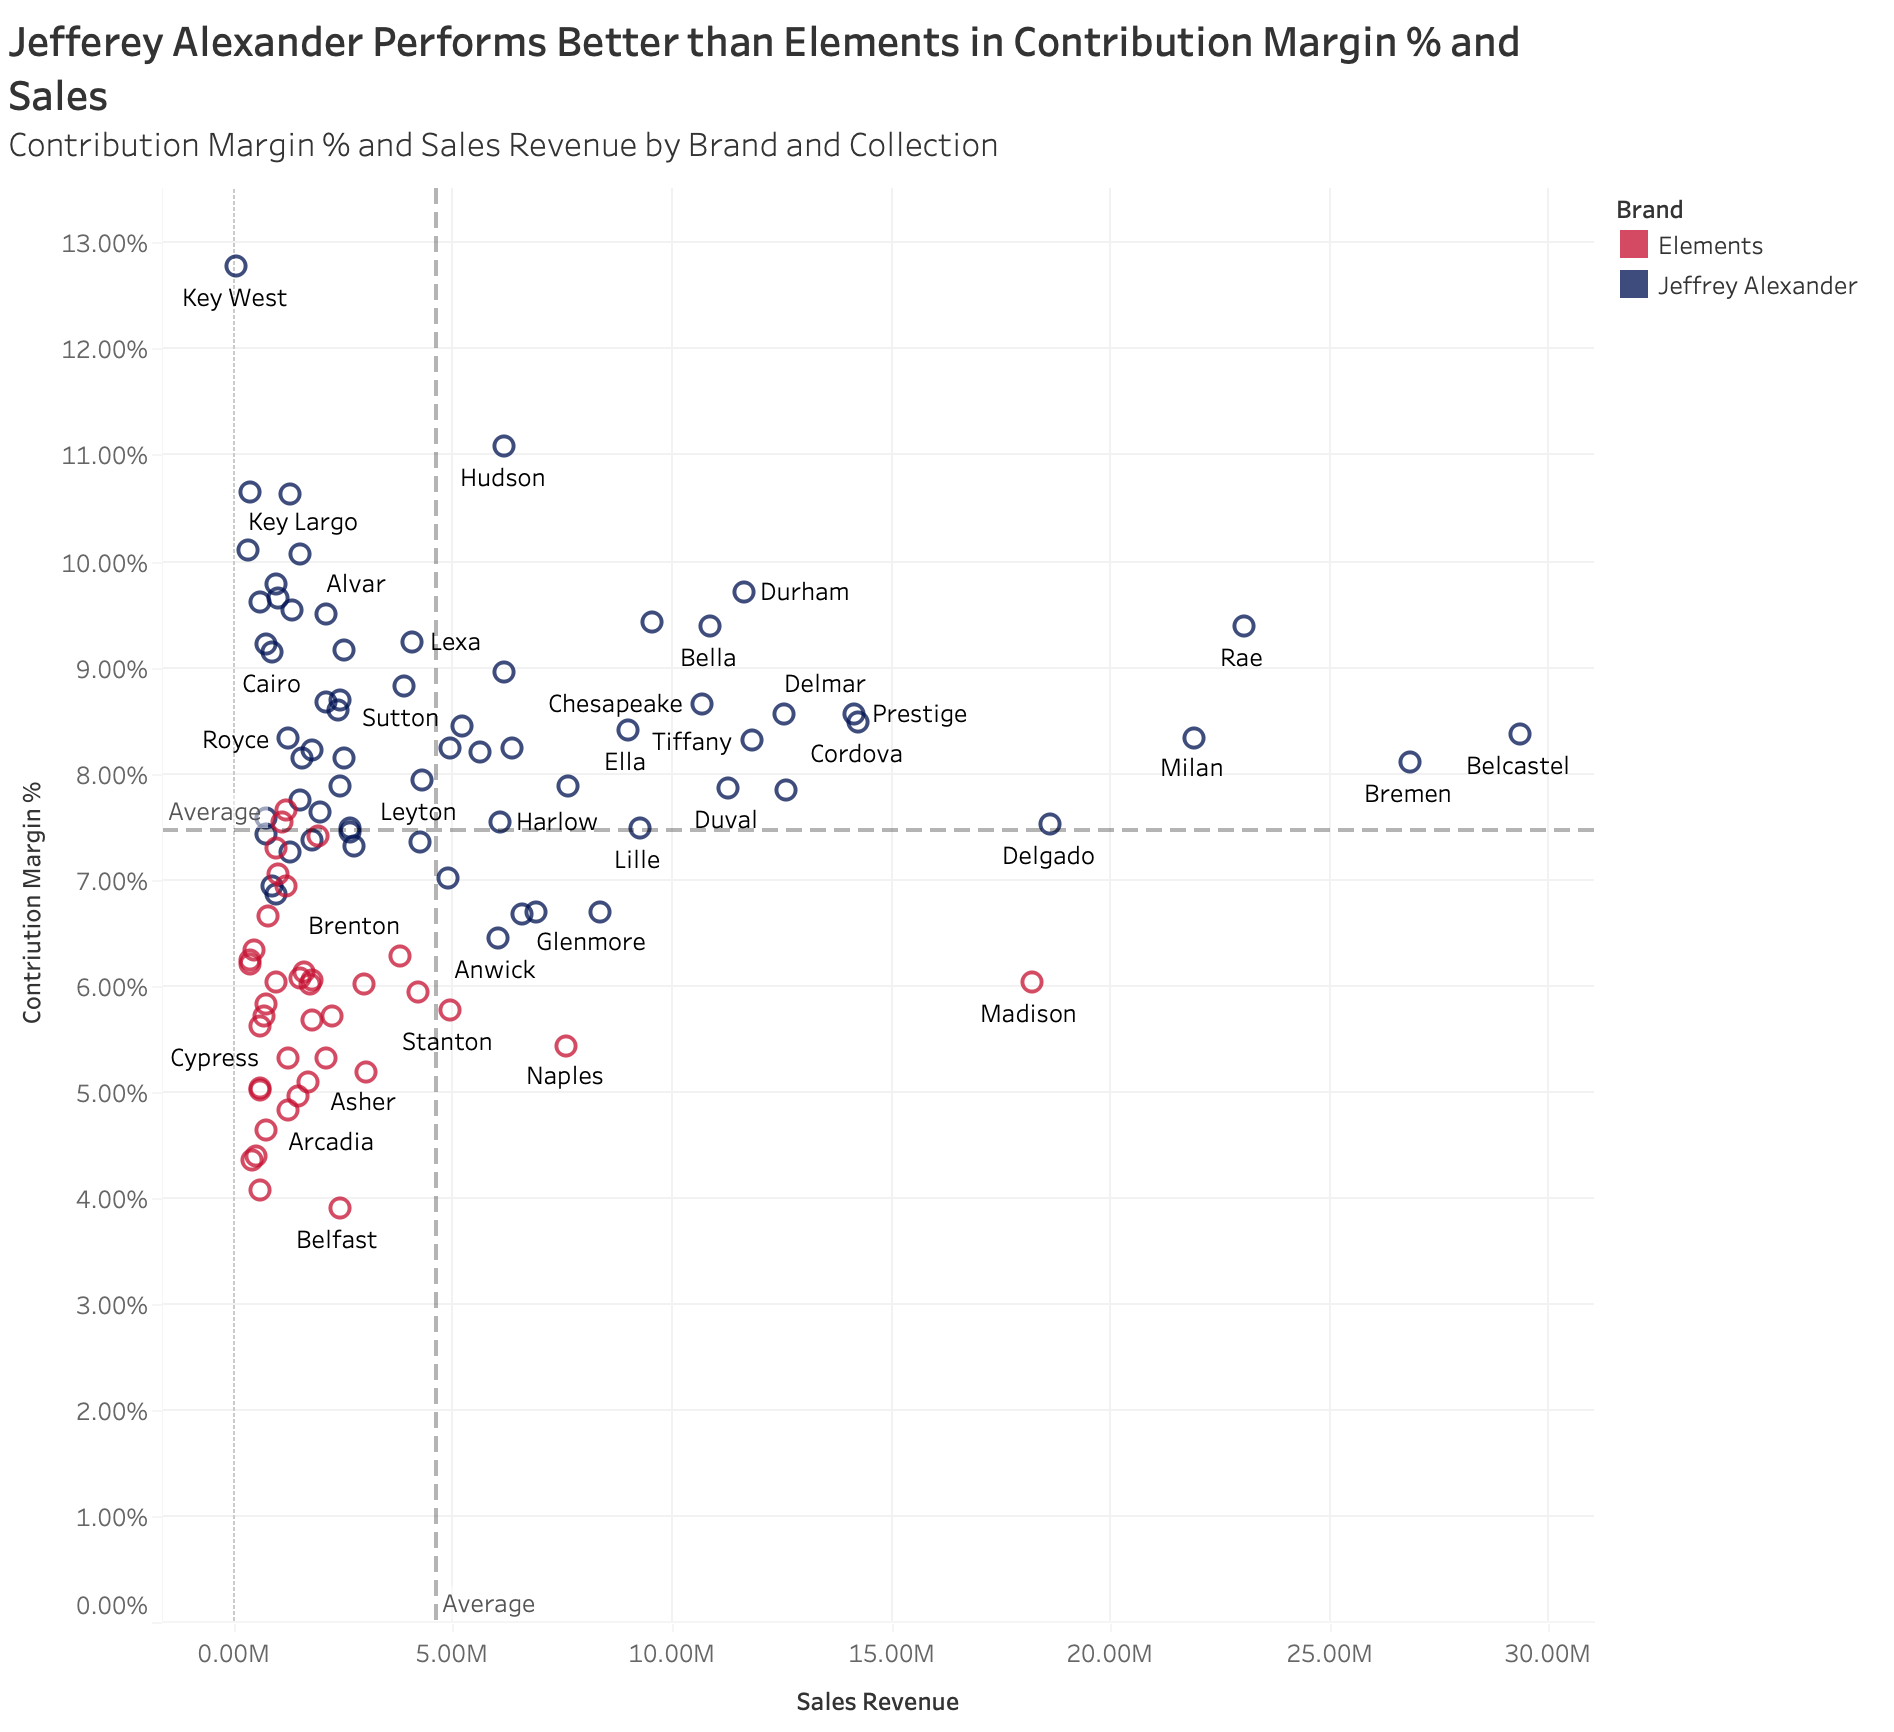 Jefferey Alexander Performs Better than Elements in Contribution Margin % and
Sales
Contribution Margin % and Sales Revenue by Brand and Collection
Brand
Elements
Jeffrey Alexander
13.00%
Key West
12.00%
11.00%
Hudson
Key Largo
10.00%
Alvar
Durham
Lexa
Bella
Rae
9.00%
Cairo
Delmar
Chesapeake
Sutton
Prestige
Royce
Tiffany
Cordova
Ella
Milan
Belcastel
8.00%
Bremen
Average
Leyton
Harlow
Duval
Lille
Delgado
7.00%
Brenton
Glenmore
Anwick
6.00%
Madison
Stanton
Cypress
Naples
5.00%
Asher
Arcadia
4.00%
Belfast
3.00%
2.00%
1.00%
0.00%
Average
Contriution Margin %
0.00M 5.00M 10.00M 15.00M 20.00M 25.00M 30.00M
Sales Revenue